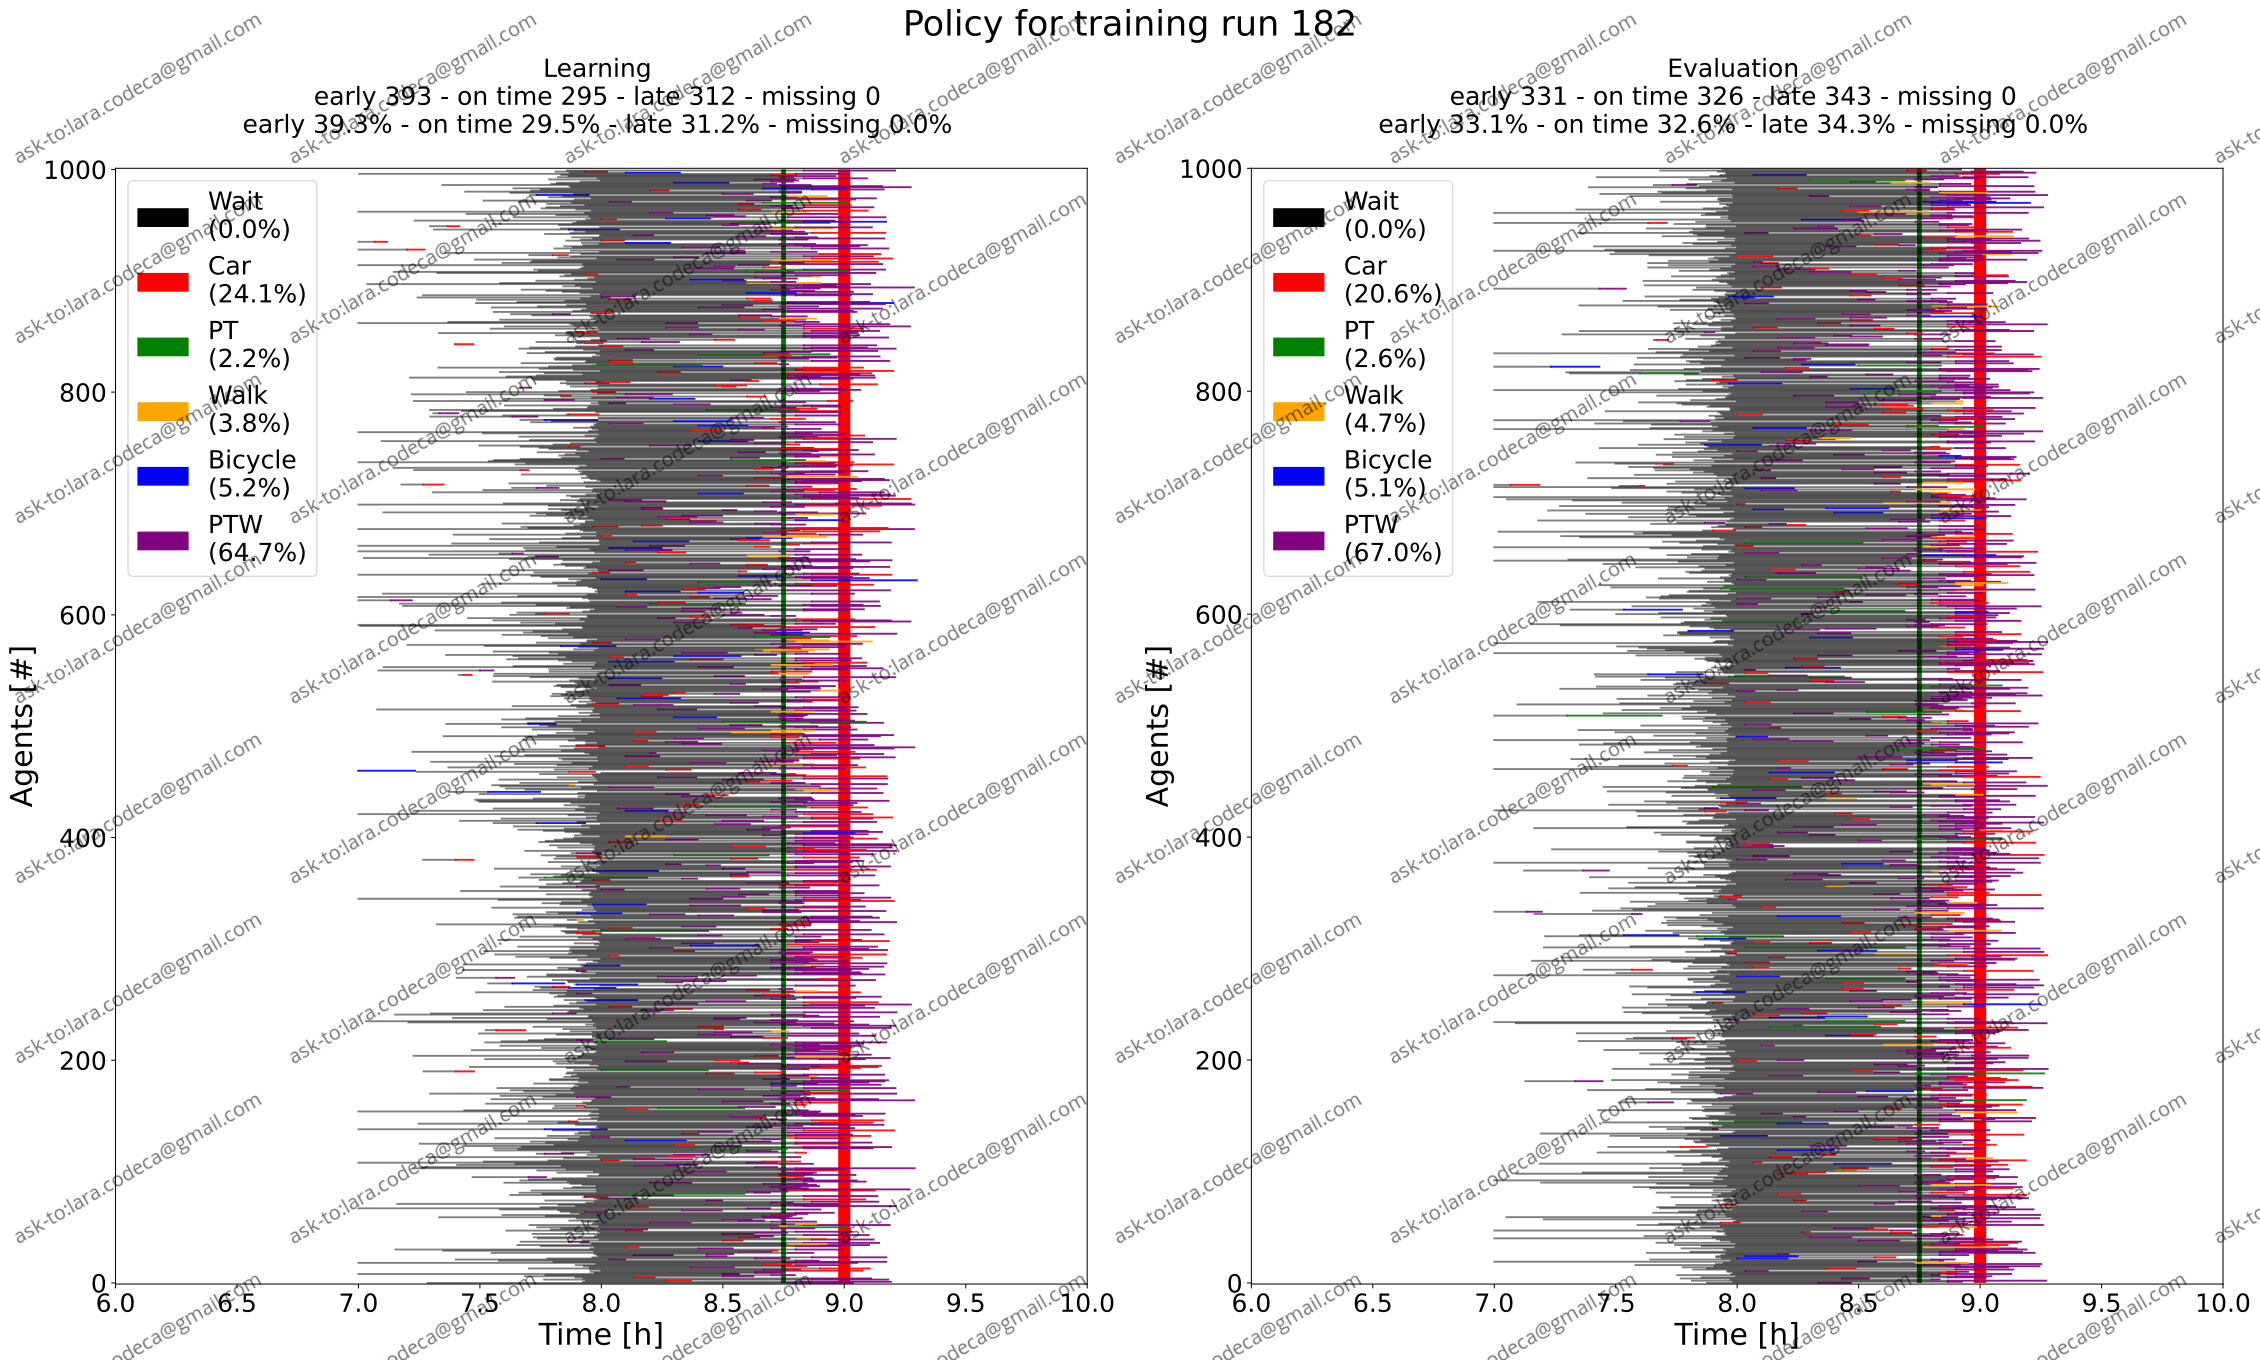 Policy for training run 182
Learning
early 393 - on time 295 - late 312 - missing 0
early 39.3% - on time 29.5% - late 31.2% - missing 0.0%
1000
800
600
400
200
0
Agents [#]
Wait
(0.0%)
Car
(24.1%)
PT
(2.2%)
Walk
(3.8%)
Bicycle
(5.2%)
PTW
(64.7%)
6.0 6.5 7.0 7.5 8.0 8.5 9.0 9.5 10.0
Time [h]
Evaluation
early 331 - on time 326 - late 343 - missing 0
early 33.1% - on time 32.6% - late 34.3% - missing 0.0%
1000
800
600
400
200
0
Agents [#]
Wait
(0.0%)
Car
(20.6%)
PT
(2.6%)
Walk
(4.7%)
Bicycle
(5.1%)
PTW
(67.0%)
6.0 6.5 7.0 7.5 8.0 8.5 9.0 9.5 10.0
Time [h]
ask-to:lara.codeca@gmail.com